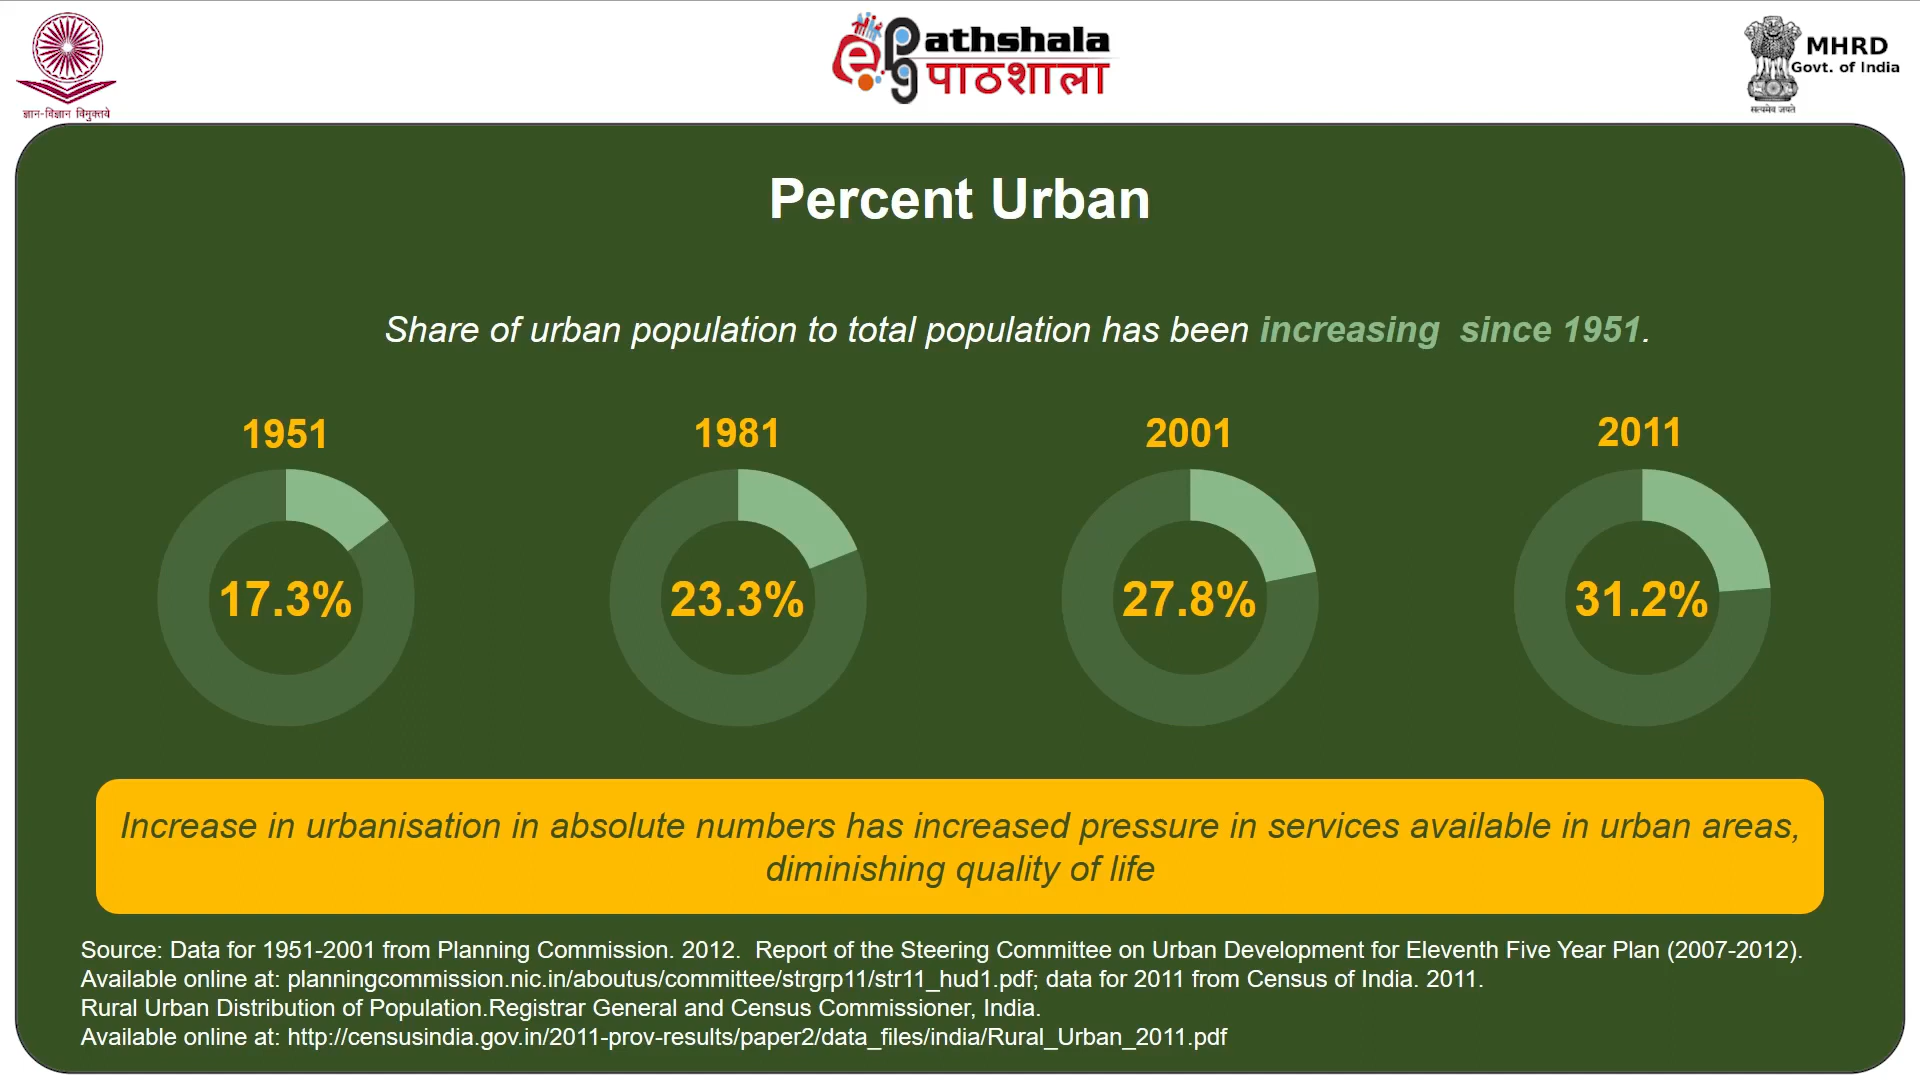 ज्ञान-विज्ञान विमुक्तये
ePathshala
pg पाठशाला
MHRD
Govt. of India
सत्यमेव जयते
Percent Urban
Share of urban population to total population has been increasing  since 1951.
1951
1981
2001
2011
17.3%
23.3%
27.8%
31.2%
Increase in urbanisation in absolute numbers has increased pressure in services available in urban areas,
diminishing quality of life
Source: Data for 1951-2001 from Planning Commission. 2012.  Report of the Steering Committee on Urban Development for Eleventh Five Year Plan (2007-2012).
Available online at: planningcommission.nic.in/aboutus/committee/strgrp11/str11_hud1.pdf; data for 2011 from Census of India. 2011.
Rural Urban Distribution of Population.Registrar General and Census Commissioner, India.
Available online at: http://censusindia.gov.in/2011-prov-results/paper2/data_files/india/Rural_Urban_2011.pdf